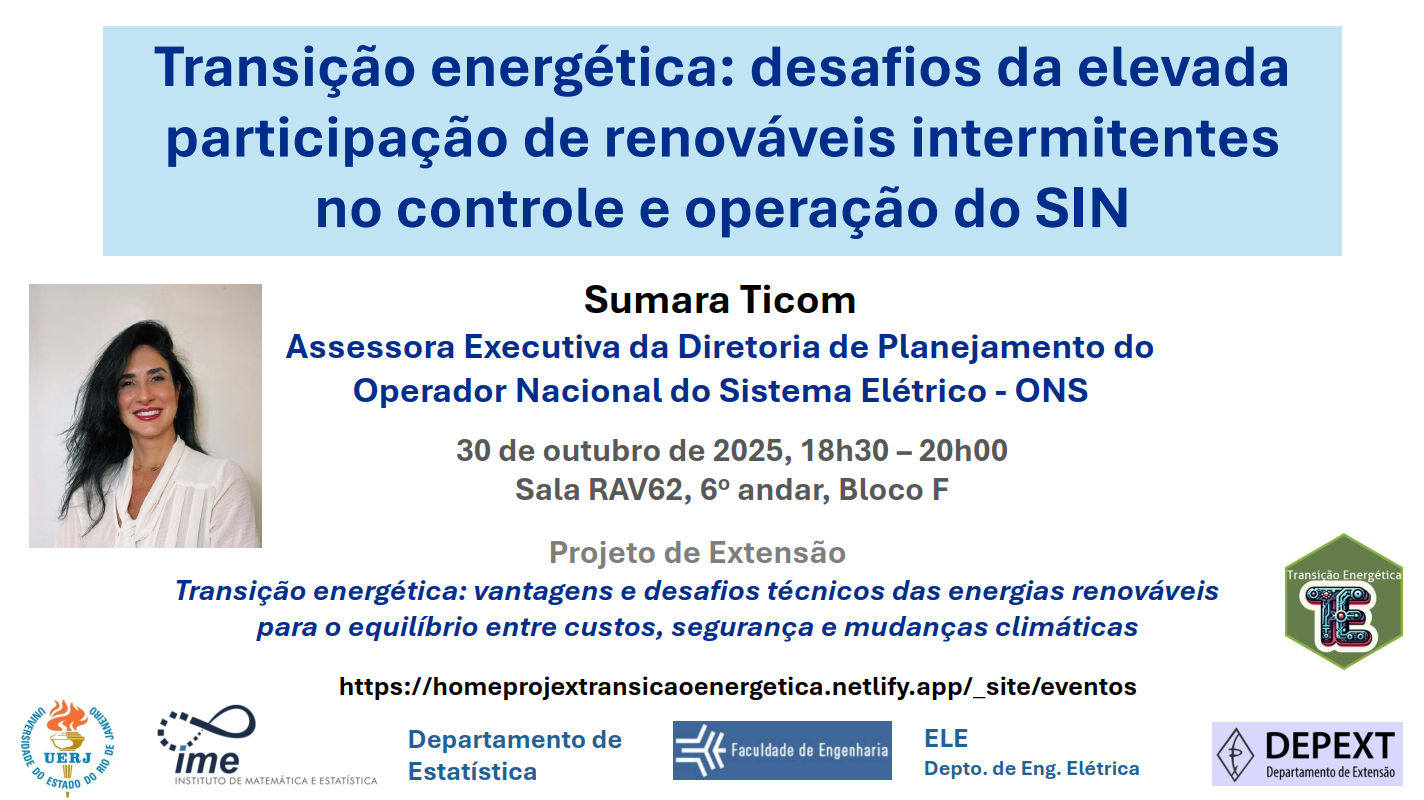 Transição energética: desafios da elevada
participação de renováveis intermitentes
no controle e operação do SIN
Sumara Ticom
Assessora Executiva da Diretoria de Planejamento do
Operador Nacional do Sistema Elétrico - ONS
30 de outubro de 2025, 18h30 – 20h00
Sala RAV62, 6º andar, Bloco F
Projeto de Extensão
Transição energética: vantagens e desafios técnicos das energias renováveis
para o equilíbrio entre custos, segurança e mudanças climáticas
Transição Energética
TE
https://homeprojextransicaoenergetica.netlify.app/_site/eventos
UNIVERSIDADE DO ESTADO DO RIO DE JANEIRO
UERJ
ime
INSTITUTO DE MATEMÁTICA E ESTATÍSTICA
Departamento de
Estatística
Faculdade de Engenharia
ELE
Depto. de Eng. Elétrica
DEPEXT
Departamento de Extensão